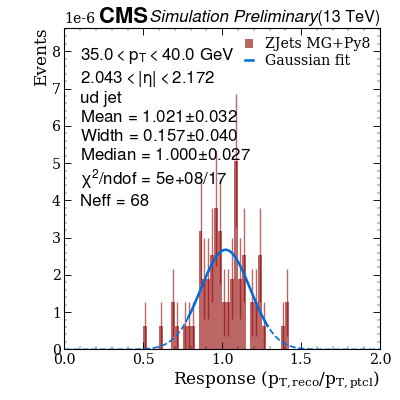 1e-6 CMS Simulation Preliminary (13 TeV)
Events
35.0 < p_T < 40.0 GeV
2.043 < |η| < 2.172
ud jet
Mean = 1.021±0.032
Width = 0.157±0.040
Median = 1.000±0.027
χ²/ndof = 5e+08/17
Neff = 68
ZJets MG+Py8
Gaussian fit
8
7
6
5
4
3
2
1
0
0.0 0.5 1.0 1.5 2.0
Response (p_T,reco/p_T,ptcl)